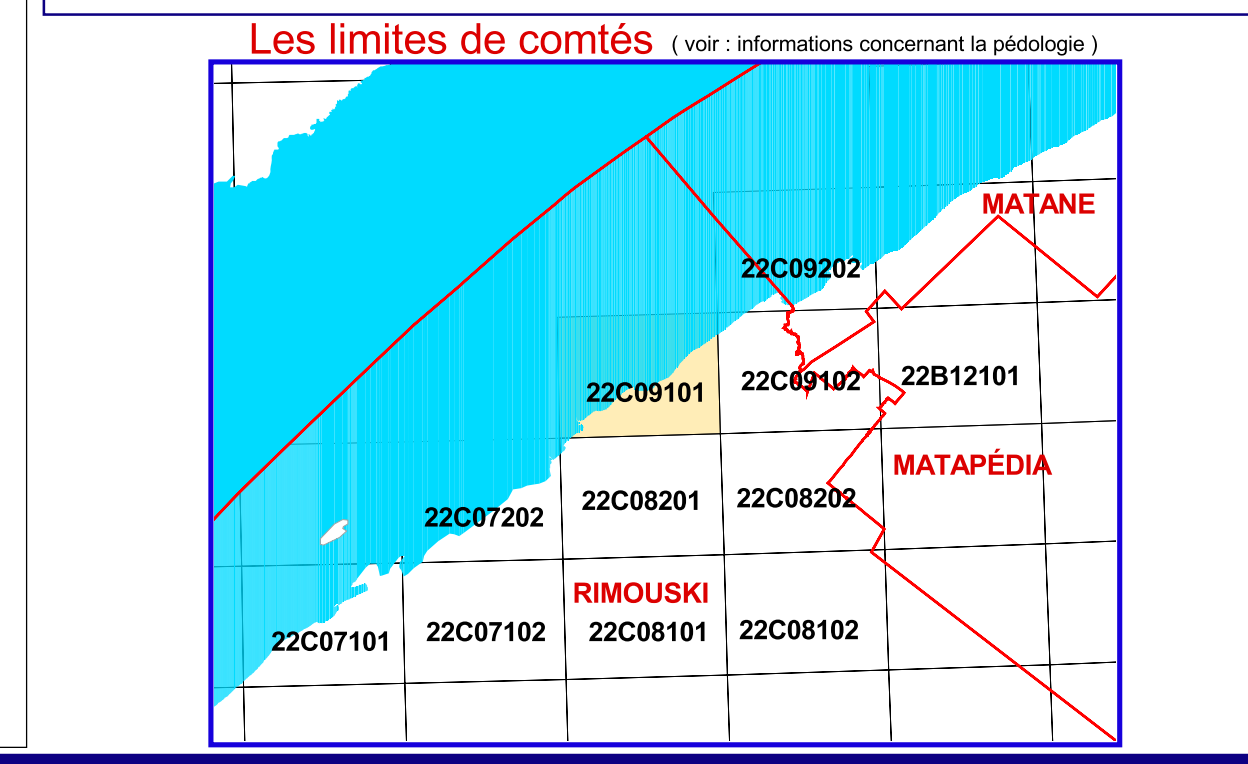 Les limites de comtés ( voir : informations concernant la pédologie )
MATANE
22C09202
22C09101
22C09102
22B12101
MATAPÉDIA
22C07202
22C08201
22C08202
RIMOUSKI
22C07101
22C07102
22C08101
22C08102